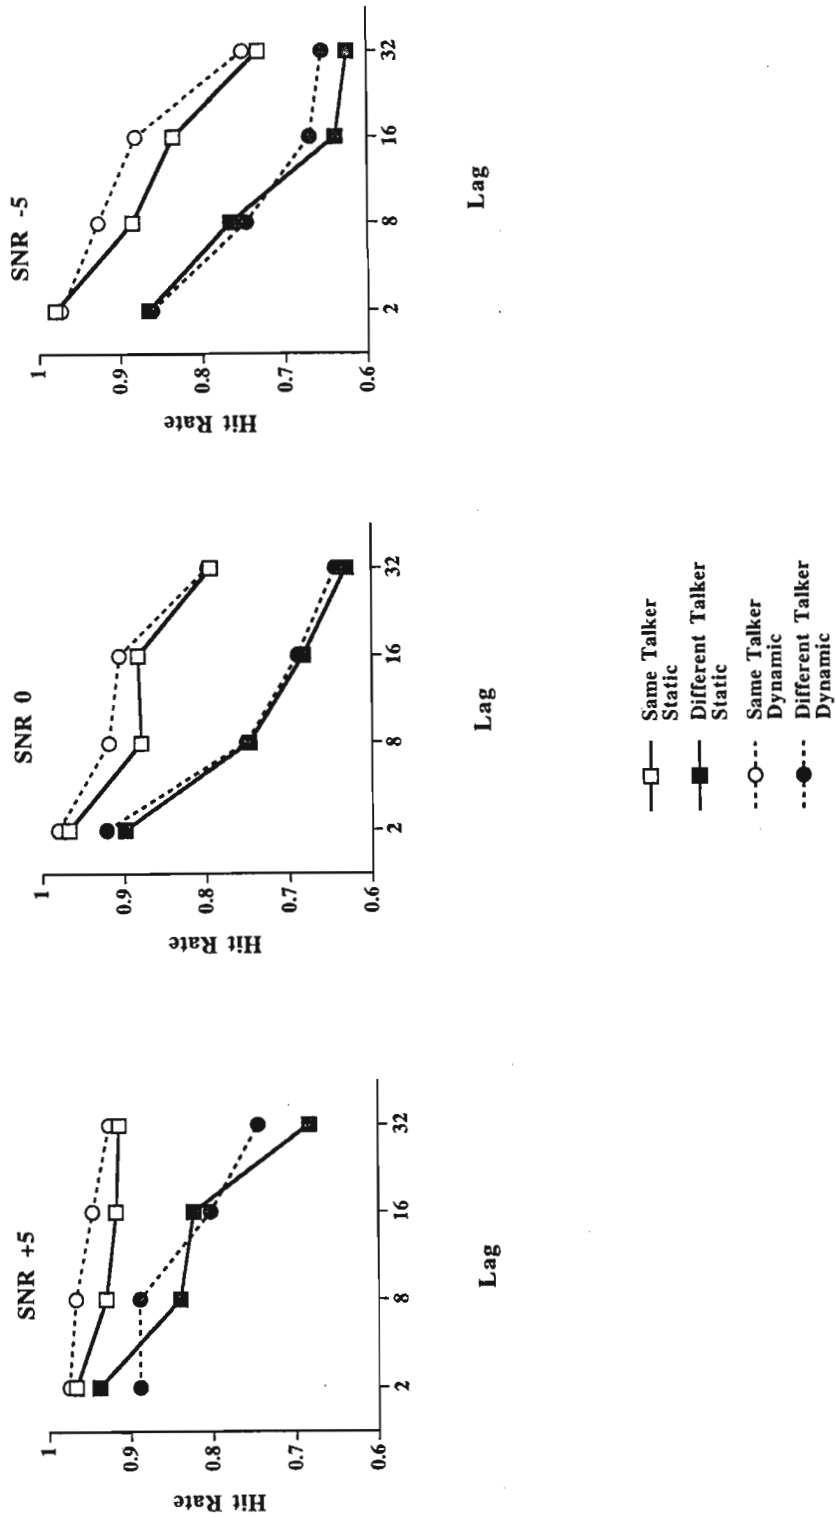 SNR +5
Hit Rate
1
0.9
0.8
0.7
0.6
2
8
16
32
Lag
SNR 0
Hit Rate
1
0.9
0.8
0.7
0.6
2
8
16
32
Lag
SNR -5
Hit Rate
1
0.9
0.8
0.7
0.6
2
8
16
32
Lag
Same Talker
Static
Different Talker
Static
Same Talker
Dynamic
Different Talker
Dynamic